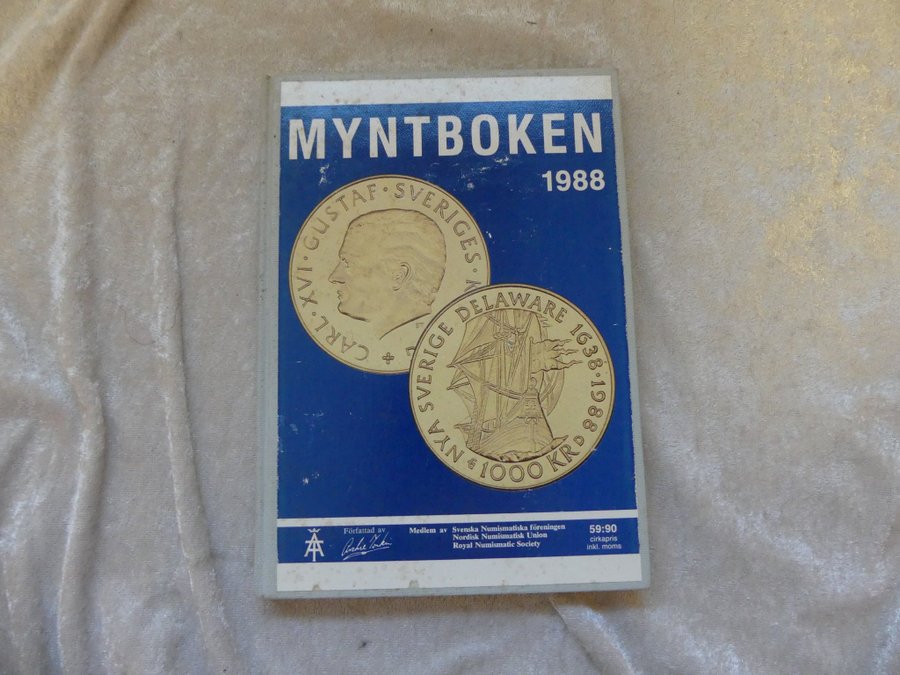 MYNTBOKEN
1988
CARL·XVI·GUSTAF·SVERIGES·
NYA SVERIGE DELAWARE 1638·1988
1000 KR
D
Författad av
Medlem av Svenska Numismatiska föreningen
Nordisk Numismatisk Union
Royal Numismatic Society
59:90
cirkapris
inkl. moms